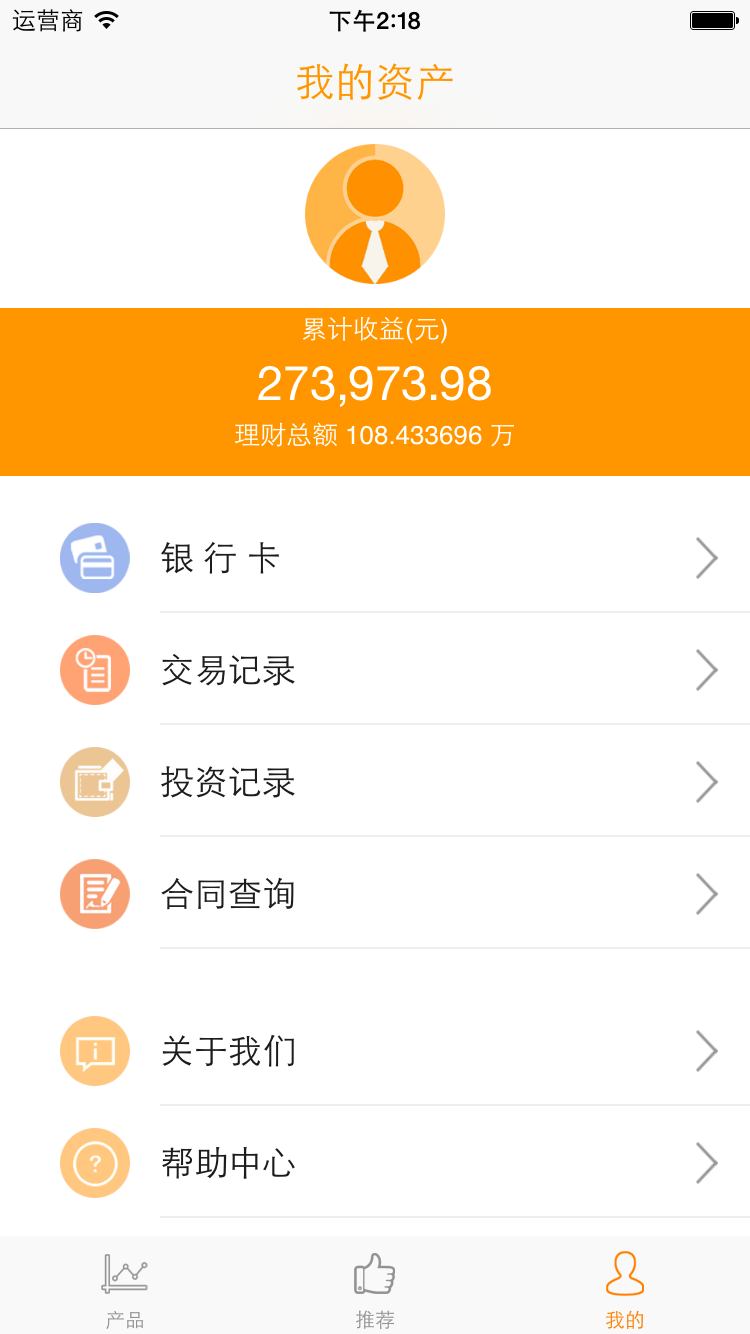 运营商 下午2:18
我的资产
累计收益(元)
273,973.98
理财总额 108.433696 万
银 行 卡
交易记录
投资记录
合同查询
关于我们
帮助中心
产品 推荐 我的